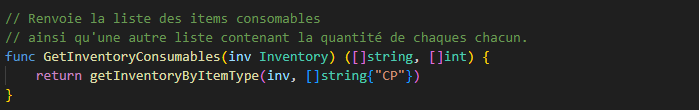 // Renvoie la liste des items consomables
// ainsi qu'une autre liste contenant la quantité de chaques chacun.
func GetInventoryConsumables(inv Inventory) ([]string, []int) {
    return getInventoryByItemType(inv, []string{"CP"})
}